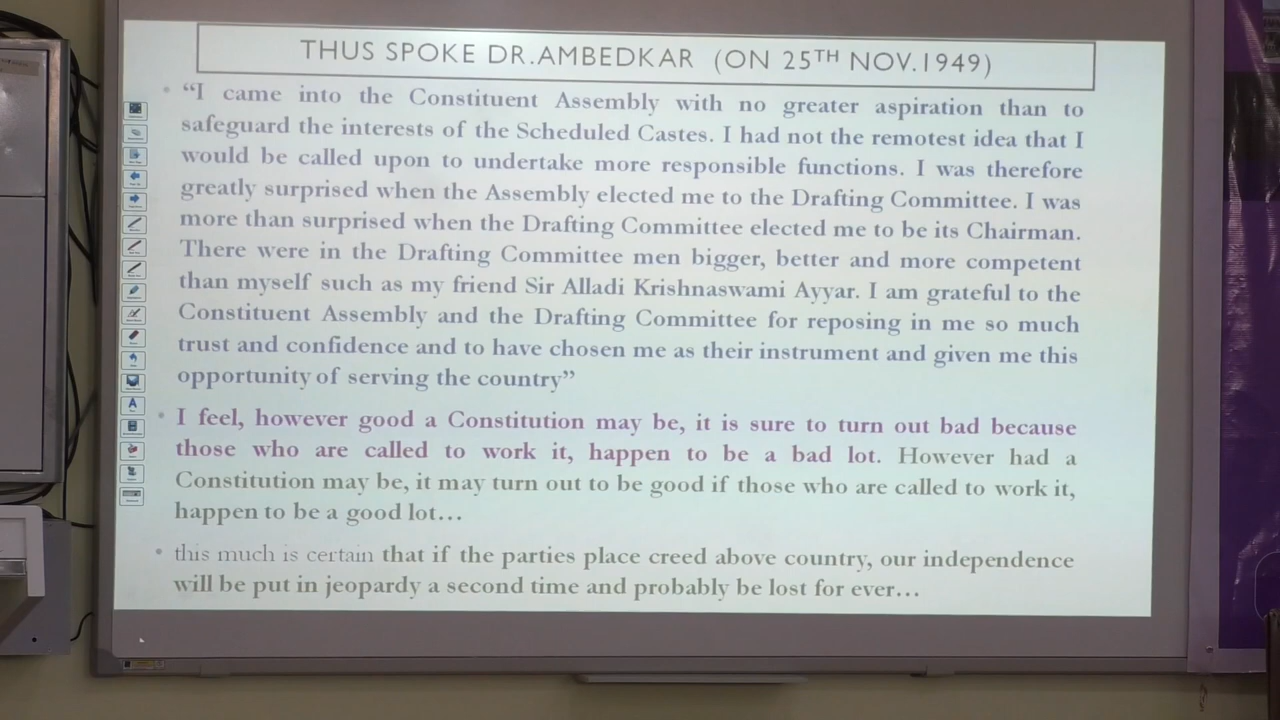 THUS SPOKE DR.AMBEDKAR (ON 25TH NOV.1949)
• “I came into the Constituent Assembly with no greater aspiration than to
safeguard the interests of the Scheduled Castes. I had not the remotest idea that I
would be called upon to undertake more responsible functions. I was therefore
greatly surprised when the Assembly elected me to the Drafting Committee. I was
more than surprised when the Drafting Committee elected me to be its Chairman.
There were in the Drafting Committee men bigger, better and more competent
than myself such as my friend Sir Alladi Krishnaswami Ayyar. I am grateful to the
Constituent Assembly and the Drafting Committee for reposing in me so much
trust and confidence and to have chosen me as their instrument and given me this
opportunity of serving the country”
• I feel, however good a Constitution may be, it is sure to turn out bad because
those who are called to work it, happen to be a bad lot. However had a
Constitution may be, it may turn out to be good if those who are called to work it,
happen to be a good lot…
• this much is certain that if the parties place creed above country, our independence
will be put in jeopardy a second time and probably be lost for ever…